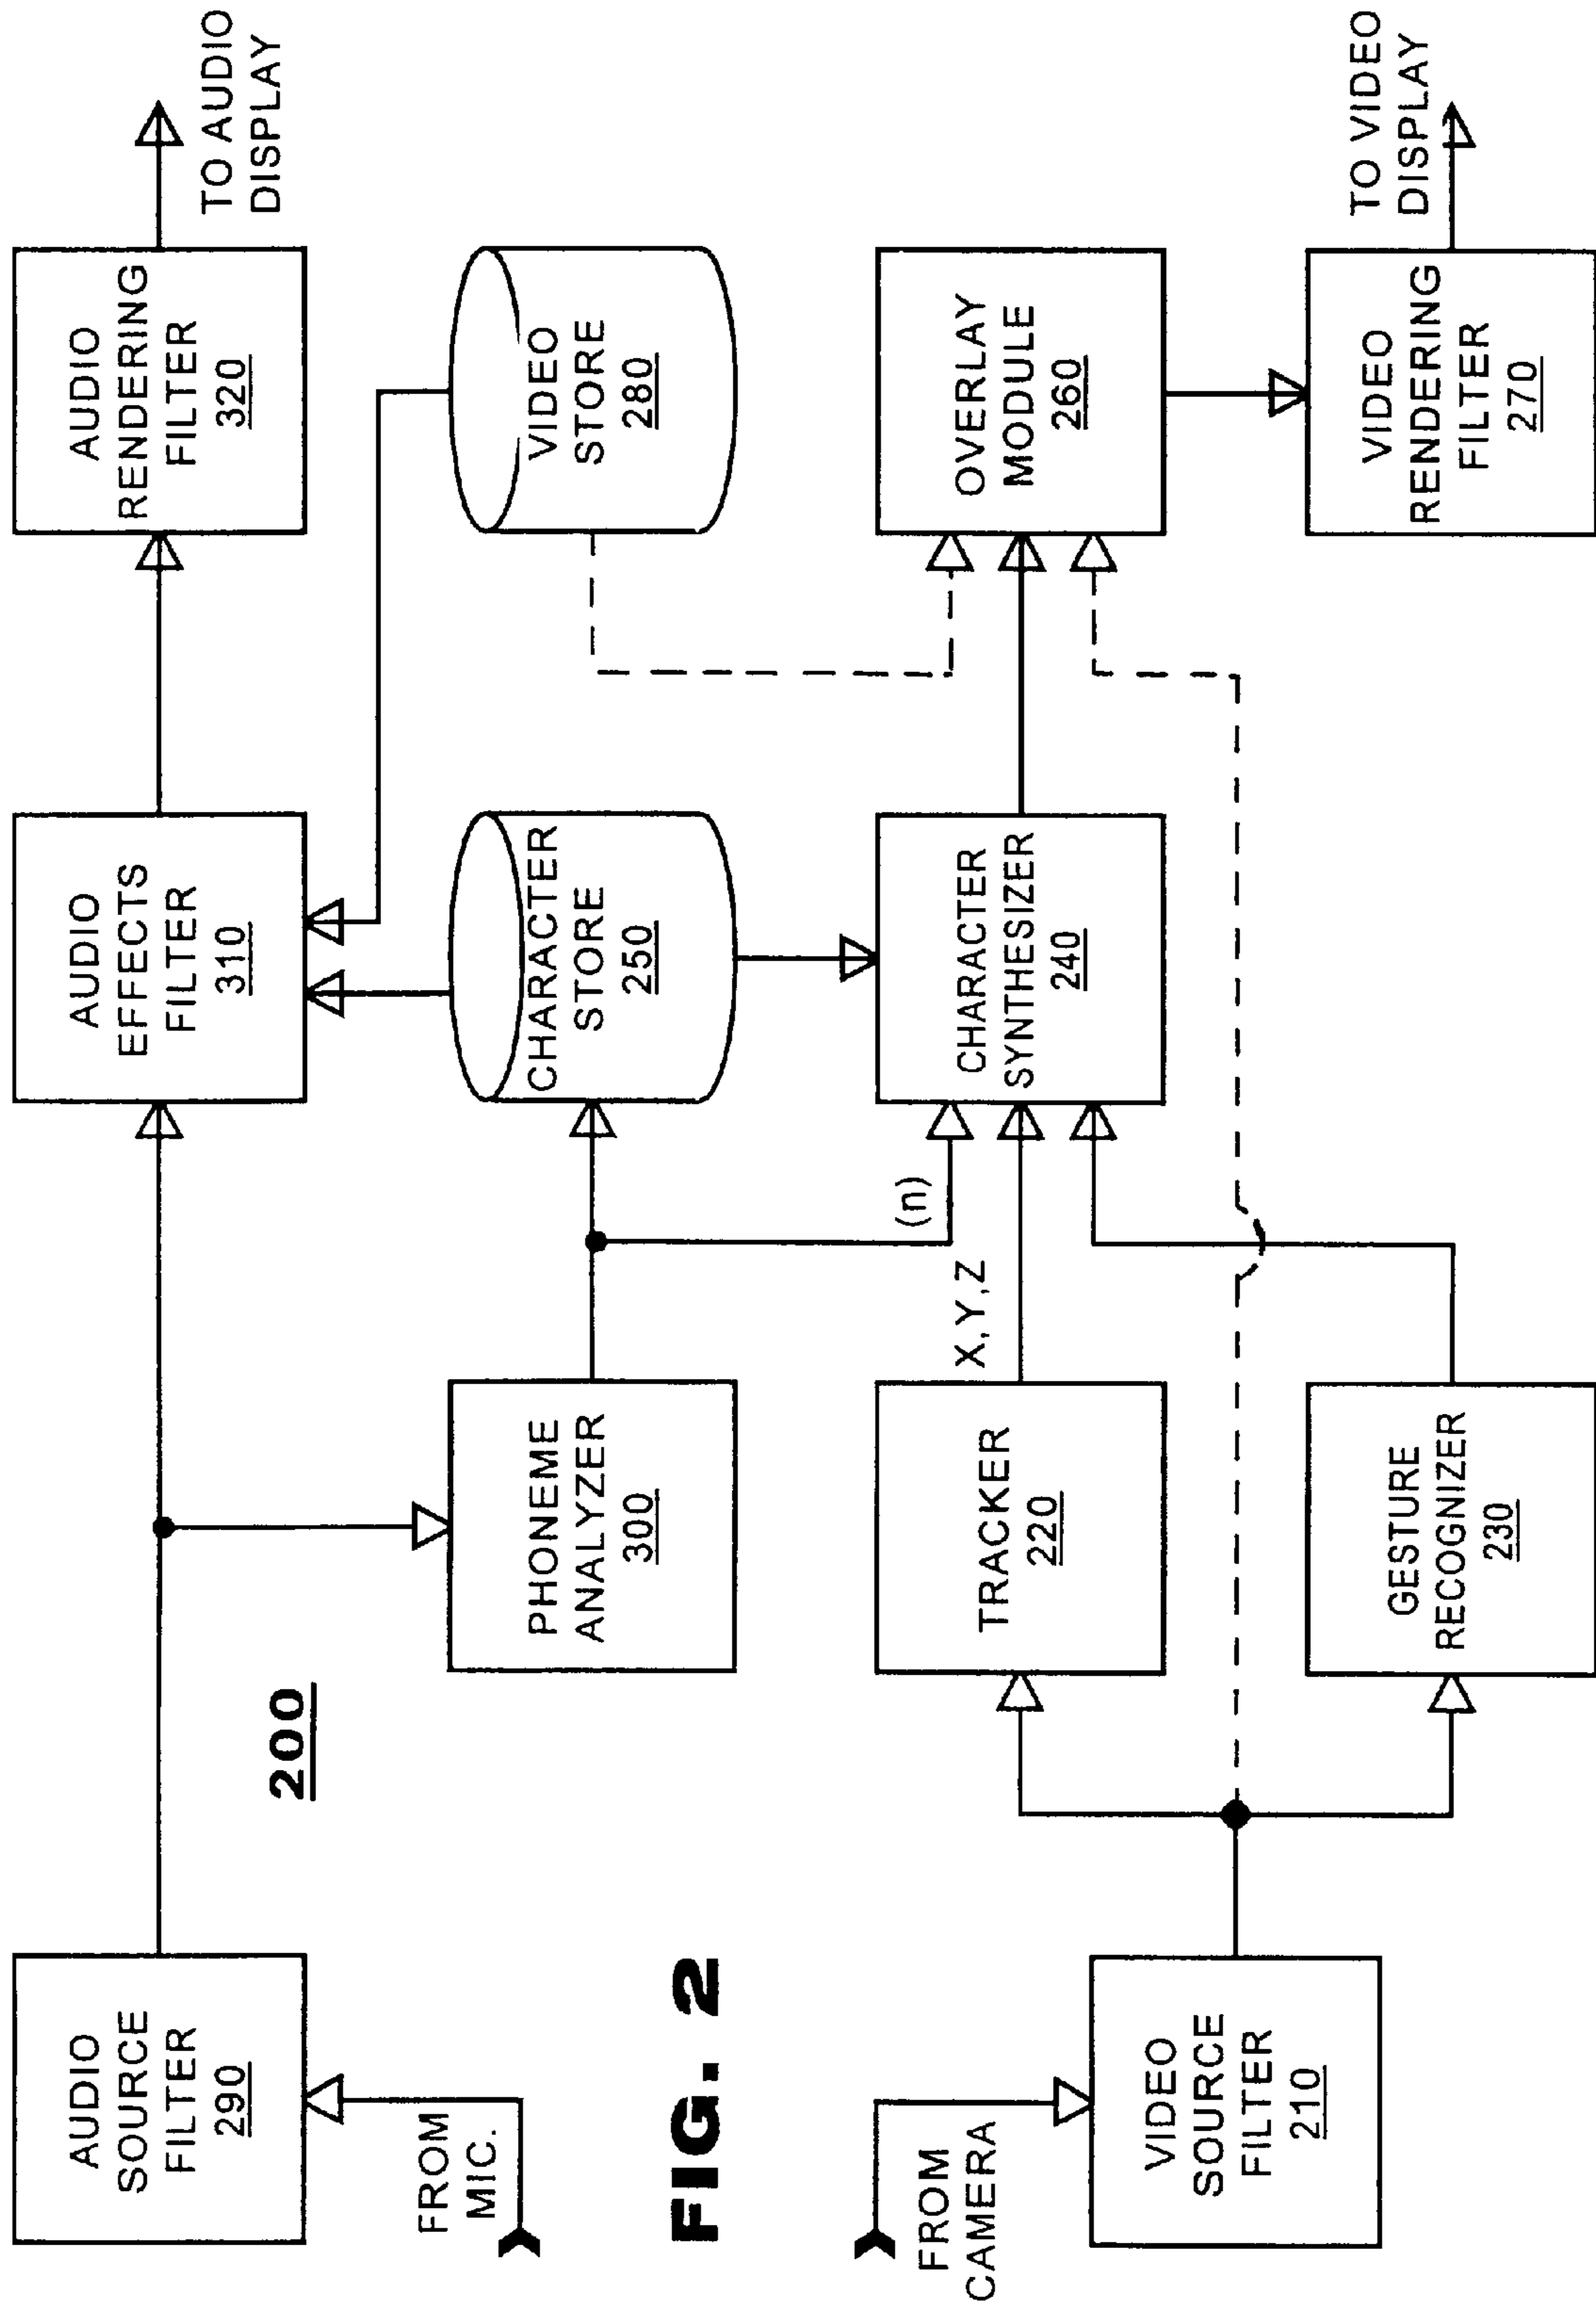 AUDIO
SOURCE
FILTER
290
FROM
MIC.
200
PHONEME
ANALYZER
300
AUDIO
EFFECTS
FILTER
310
AUDIO
RENDERING
FILTER
320
TO AUDIO
DISPLAY
CHARACTER
STORE
250
VIDEO
STORE
280
(n)
X,Y,Z
FIG. 2
FROM
CAMERA
VIDEO
SOURCE
FILTER
210
TRACKER
220
GESTURE
RECOGNIZER
230
CHARACTER
SYNTHESIZER
240
OVERLAY
MODULE
260
VIDEO
RENDERING
FILTER
270
TO VIDEO
DISPLAY